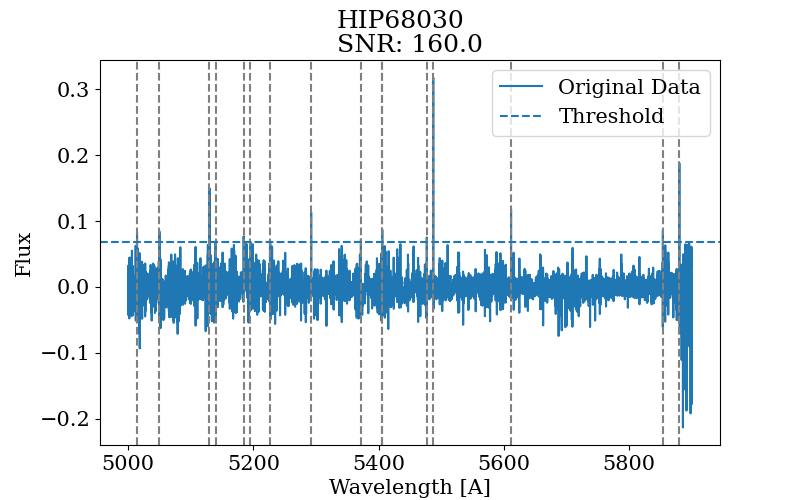 HIP68030
SNR: 160.0
Original Data
Threshold
0.3
0.2
0.1
0.0
−0.1
−0.2
Flux
5000 5200 5400 5600 5800
Wavelength [A]